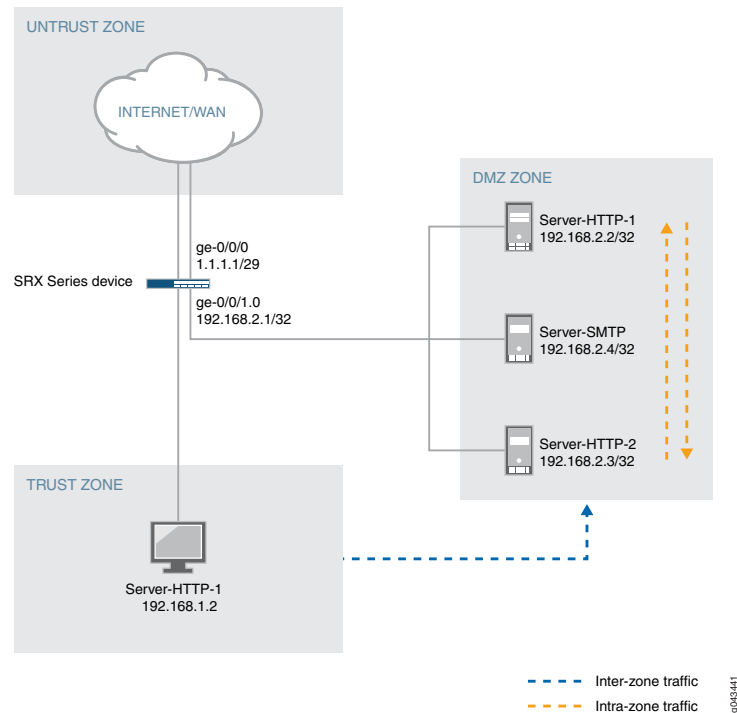 UNTRUST ZONE
INTERNET/WAN
ge-0/0/0
1.1.1.1/29
SRX Series device
ge-0/0/1.0
192.168.2.1/32
DMZ ZONE
Server-HTTP-1
192.168.2.2/32
Server-SMTP
192.168.2.4/32
Server-HTTP-2
192.168.2.3/32
TRUST ZONE
Server-HTTP-1
192.168.1.2
Inter-zone traffic
Intra-zone traffic
g043441